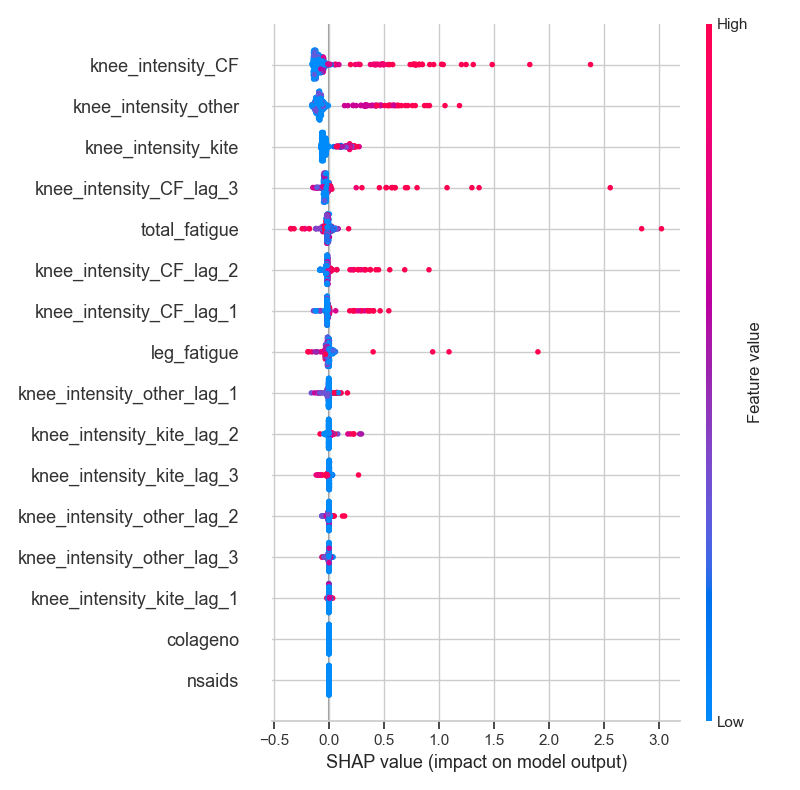 High
knee_intensity_CF
knee_intensity_other
knee_intensity_kite
knee_intensity_CF_lag_3
total_fatigue
knee_intensity_CF_lag_2
knee_intensity_CF_lag_1
leg_fatigue
knee_intensity_other_lag_1
knee_intensity_kite_lag_2
knee_intensity_kite_lag_3
knee_intensity_other_lag_2
knee_intensity_other_lag_3
knee_intensity_kite_lag_1
colageno
nsaids
Feature value
Low
−0.5 0.0 0.5 1.0 1.5 2.0 2.5 3.0
SHAP value (impact on model output)